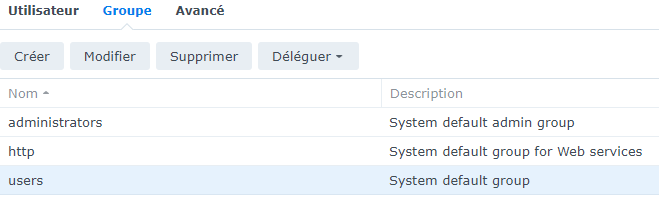 Utilisateur Groupe Avancé
Créer Modifier Supprimer Déléguer
Nom Description
administrators System default admin group
http System default group for Web services
users System default group